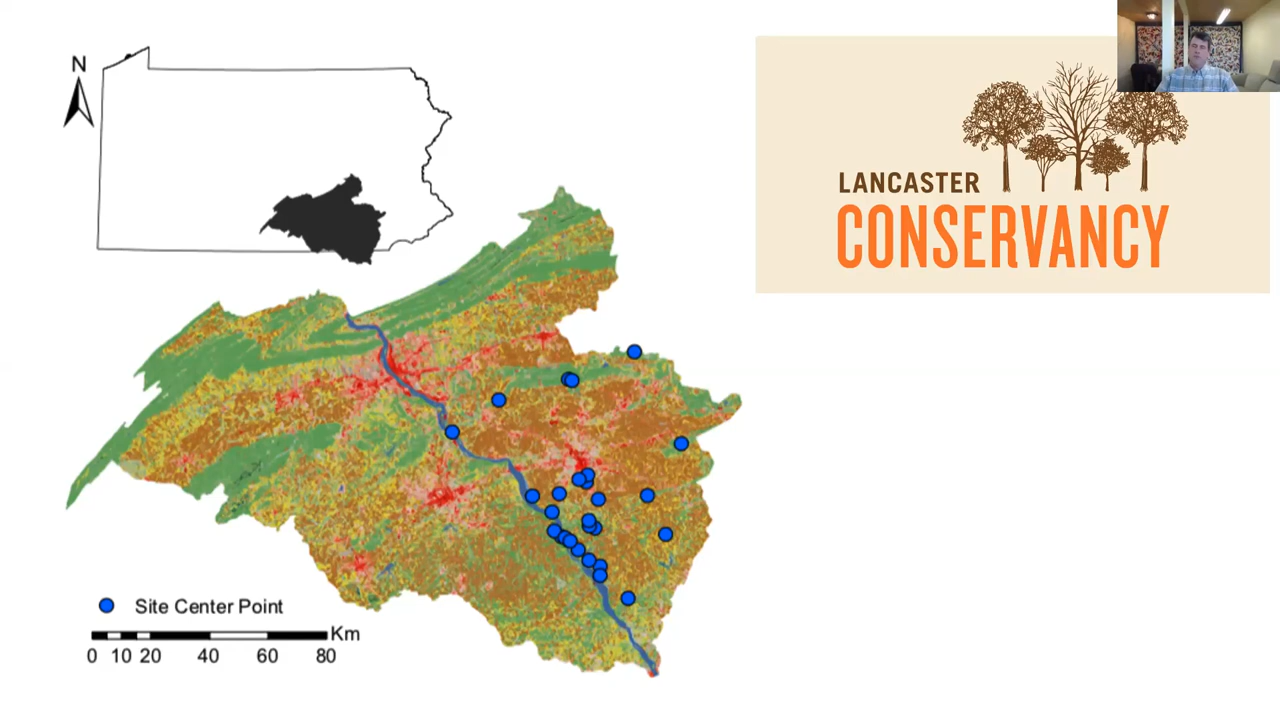 N
LANCASTER
CONSERVANCY
Site Center Point
Km
0 10 20 40 60 80